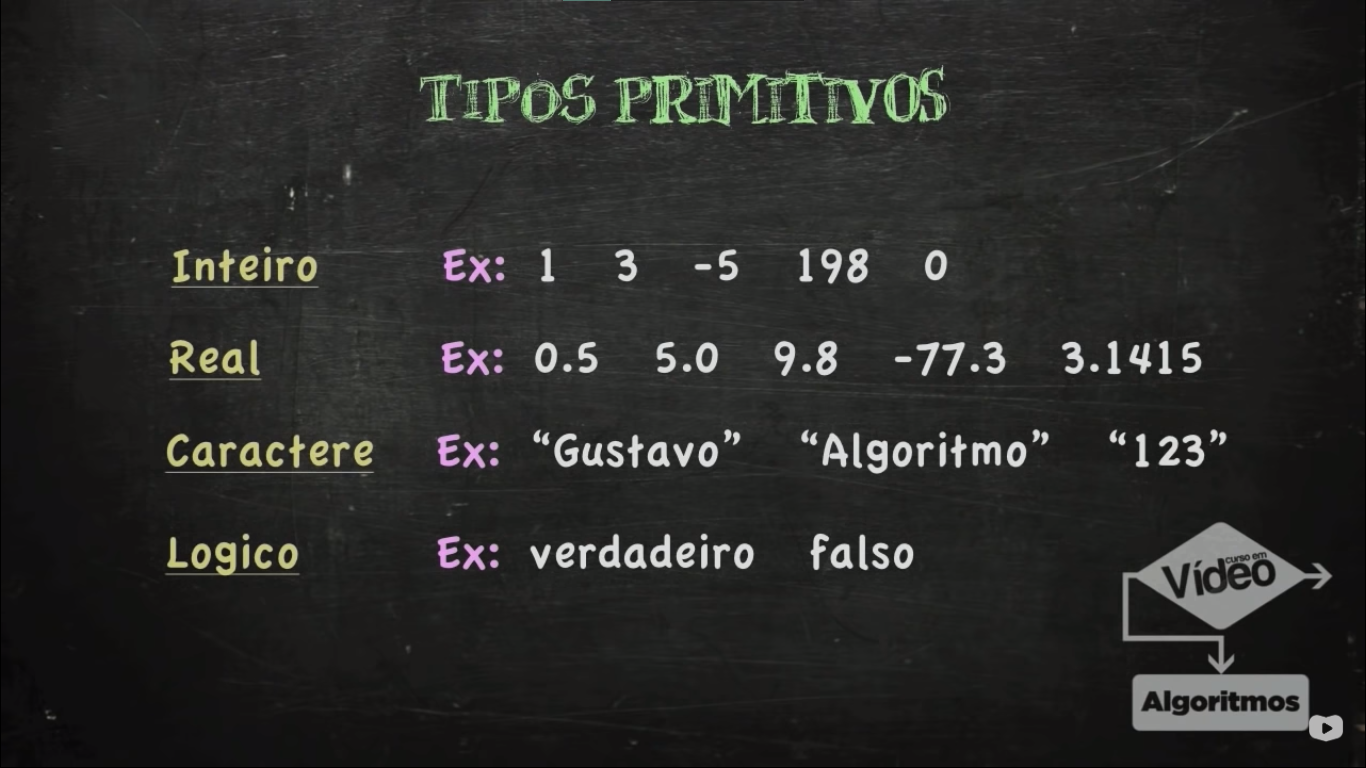 TIPOS PRIMITIVOS
Inteiro Ex: 1 3 -5 198 0
Real Ex: 0.5 5.0 9.8 -77.3 3.1415
Caractere Ex: “Gustavo” “Algoritmo” “123”
Logico Ex: verdadeiro falso
curso em
Vídeo
Algoritmos